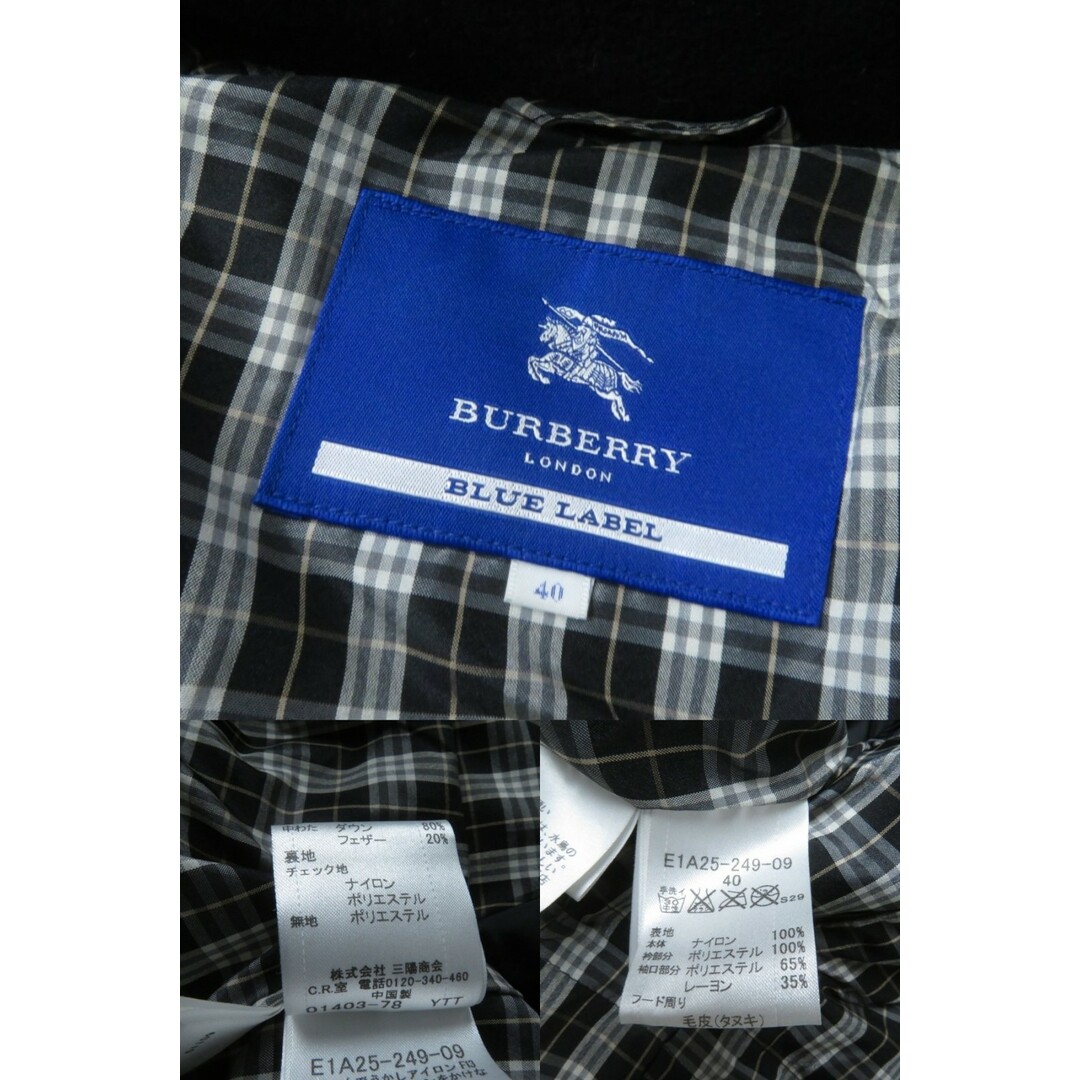 BURBERRY
LONDON
BLUE LABEL
40
中わた ダウン 80%
フェザー 20%
裏地
チェック地
ナイロン
ポリエステル
無地 ポリエステル
株式会社 三陽商会
C.R.室 電話0120-340-460
中国製
01403-78 YTT
E1A25-249-09
E1A25-249-09
40
手洗イ
30
S29
表地
本体 ナイロン 100%
衿部分 ポリエステル 100%
袖口部分 ポリエステル 65%
レーヨン 35%
フード周り
毛皮(タヌキ)